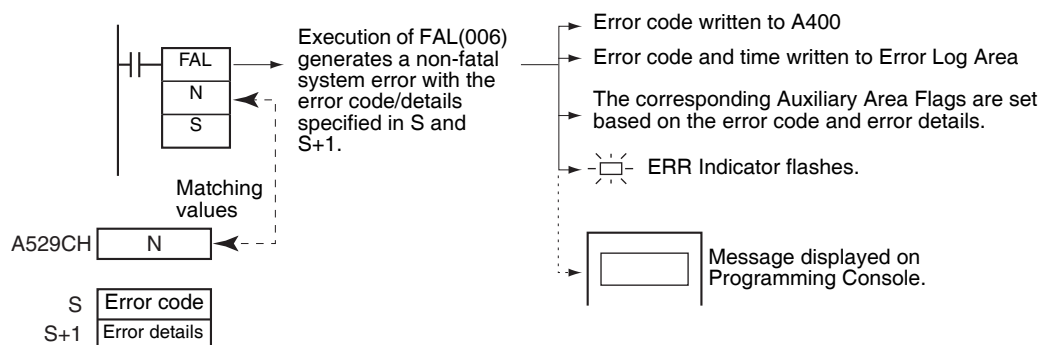 FAL
N
S
Execution of FAL(006)
generates a non-fatal
system error with the
error code/details
specified in S and
S+1.
Error code written to A400
Error code and time written to Error Log Area
The corresponding Auxiliary Area Flags are set
based on the error code and error details.
ERR Indicator flashes.
Message displayed on
Programming Console.
Matching
values
A529CH N
S Error code
S+1 Error details